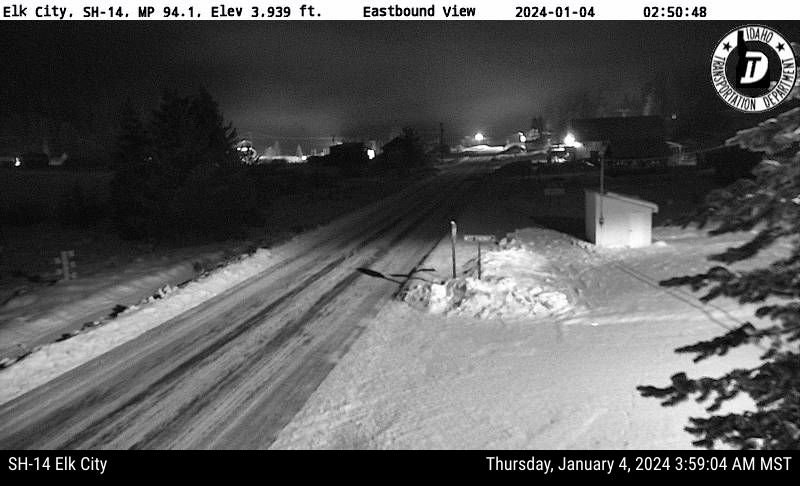 Elk City, SH-14, MP 94.1, Elev 3,939 ft. Eastbound View 2024-01-04 02:50:48
IDAHO
TRANSPORTATION DEPARTMENT
SH-14 Elk City Thursday, January 4, 2024 3:59:04 AM MST